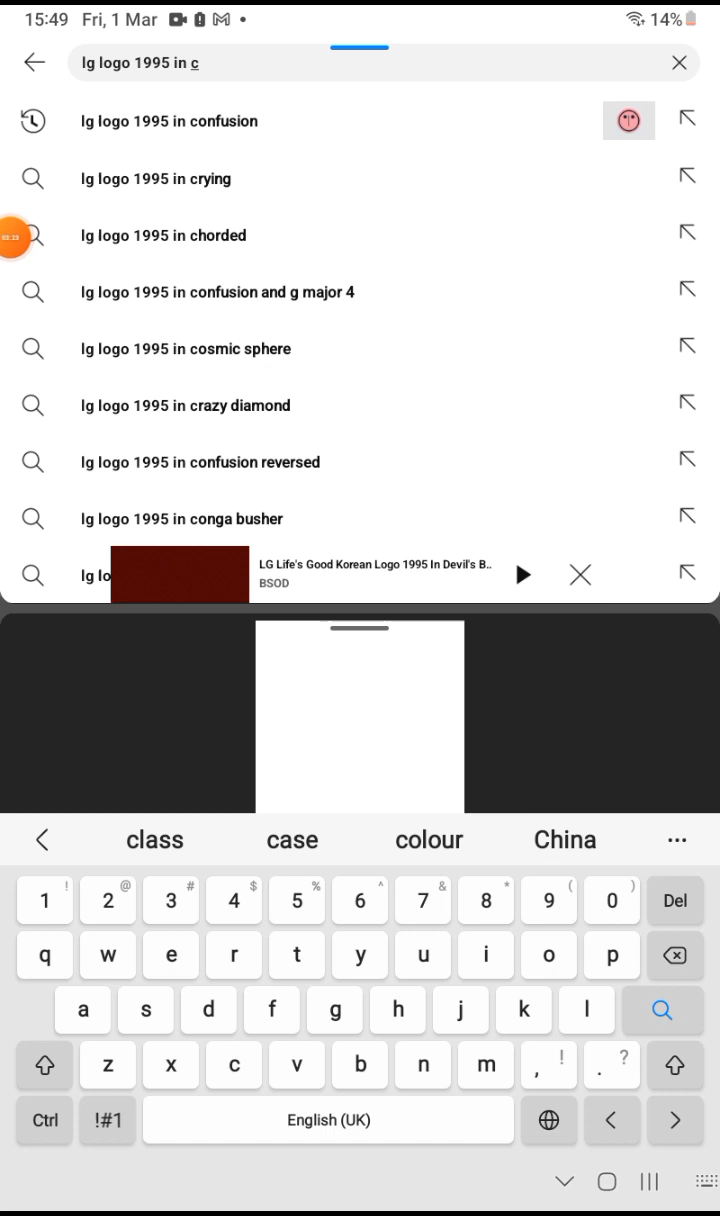 15:49 Fri, 1 Mar 14%
lg logo 1995 in c
lg logo 1995 in confusion
lg logo 1995 in crying
03:23
lg logo 1995 in chorded
lg logo 1995 in confusion and g major 4
lg logo 1995 in cosmic sphere
lg logo 1995 in crazy diamond
lg logo 1995 in confusion reversed
lg logo 1995 in conga busher
lg lo
LG Life's Good Korean Logo 1995 In Devil's B..
BSOD
class case colour China ...
1 ! 2 @ 3 # 4 $ 5 % 6 ^ 7 & 8 * 9 ( 0 ) Del
q w e r t y u i o p
a s d f g h j k l
z x c v b n m , ! . ?
Ctrl !#1 English (UK) < >